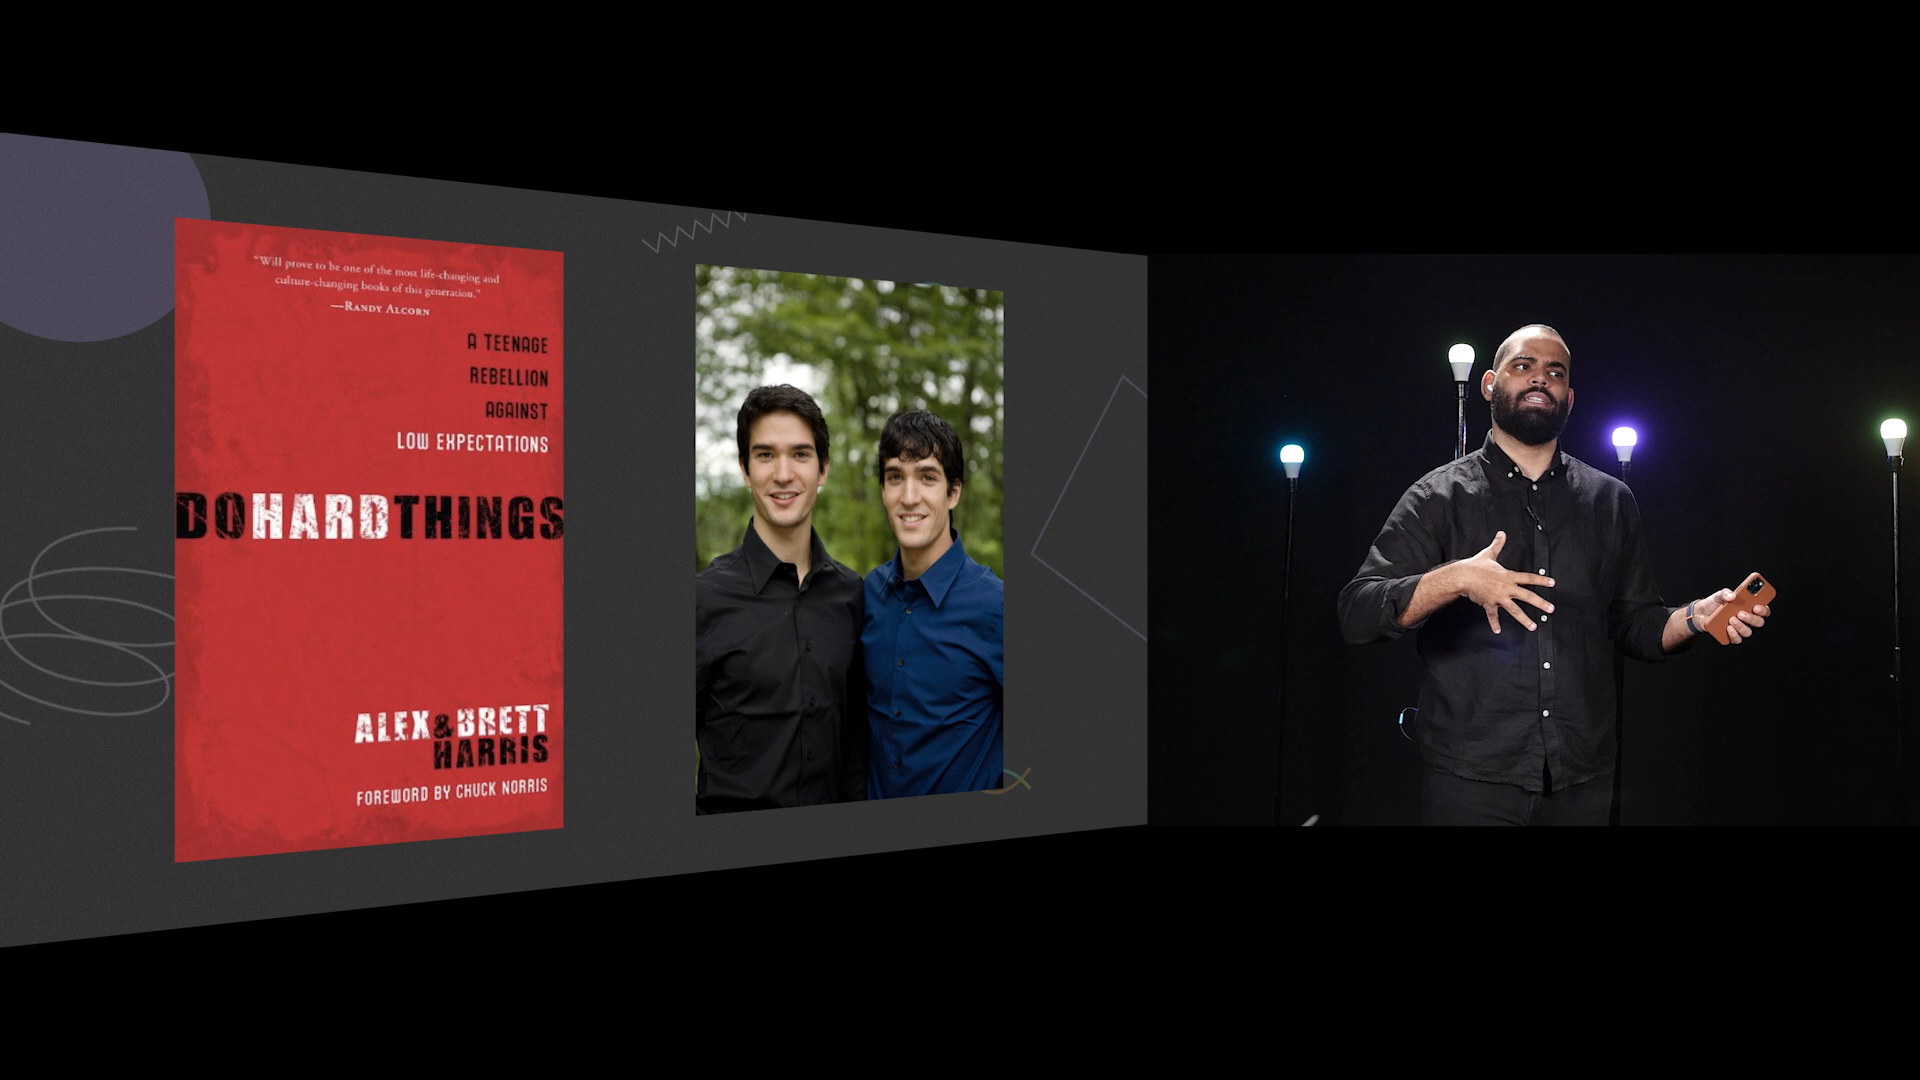 “Will prove to be one of the most life-changing and
culture-changing books of this generation.”
—RANDY ALCORN
A TEENAGE
REBELLION
AGAINST
LOW EXPECTATIONS
DOHARDTHINGS
ALEX & BRETT
HARRIS
FOREWORD BY CHUCK NORRIS